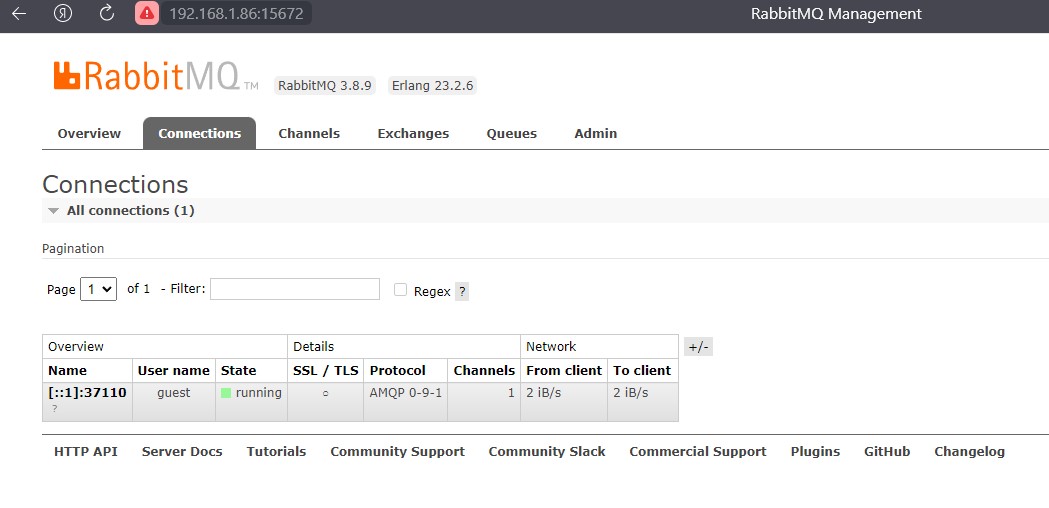 Я 192.168.1.86:15672 RabbitMQ Management
RabbitMQ TM RabbitMQ 3.8.9 Erlang 23.2.6
Overview Connections Channels Exchanges Queues Admin
Connections
All connections (1)
Pagination
Page 1 of 1 - Filter: Regex ?
Overview Details Network +/-
Name User name State SSL / TLS Protocol Channels From client To client
[::1]:37110 guest running ○ AMQP 0-9-1 1 2 iB/s 2 iB/s
?
HTTP API Server Docs Tutorials Community Support Community Slack Commercial Support Plugins GitHub Changelog